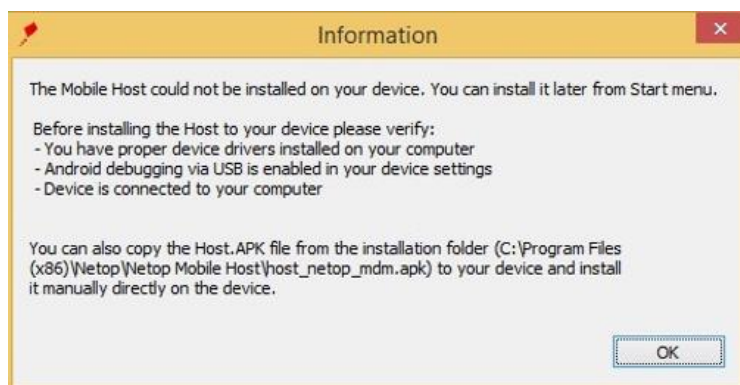 Information
The Mobile Host could not be installed on your device. You can install it later from Start menu.
Before installing the Host to your device please verify:
- You have proper device drivers installed on your computer
- Android debugging via USB is enabled in your device settings
- Device is connected to your computer
You can also copy the Host.APK file from the installation folder (C:\Program Files
(x86)\Netop\Netop Mobile Host\host_netop_mdm.apk) to your device and install
it manually directly on the device.
OK